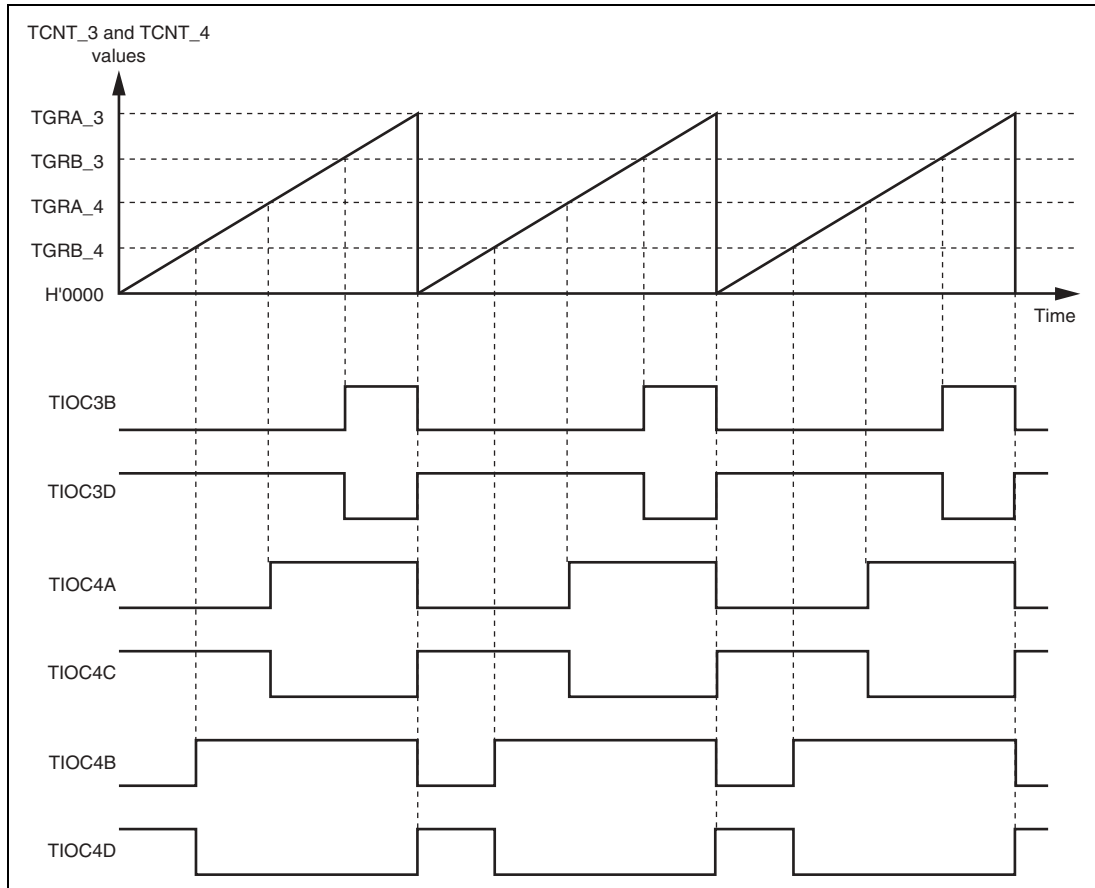 TCNT_3 and TCNT_4
values
TGRA_3
TGRB_3
TGRA_4
TGRB_4
H'0000
Time
TIOC3B
TIOC3D
TIOC4A
TIOC4C
TIOC4B
TIOC4D